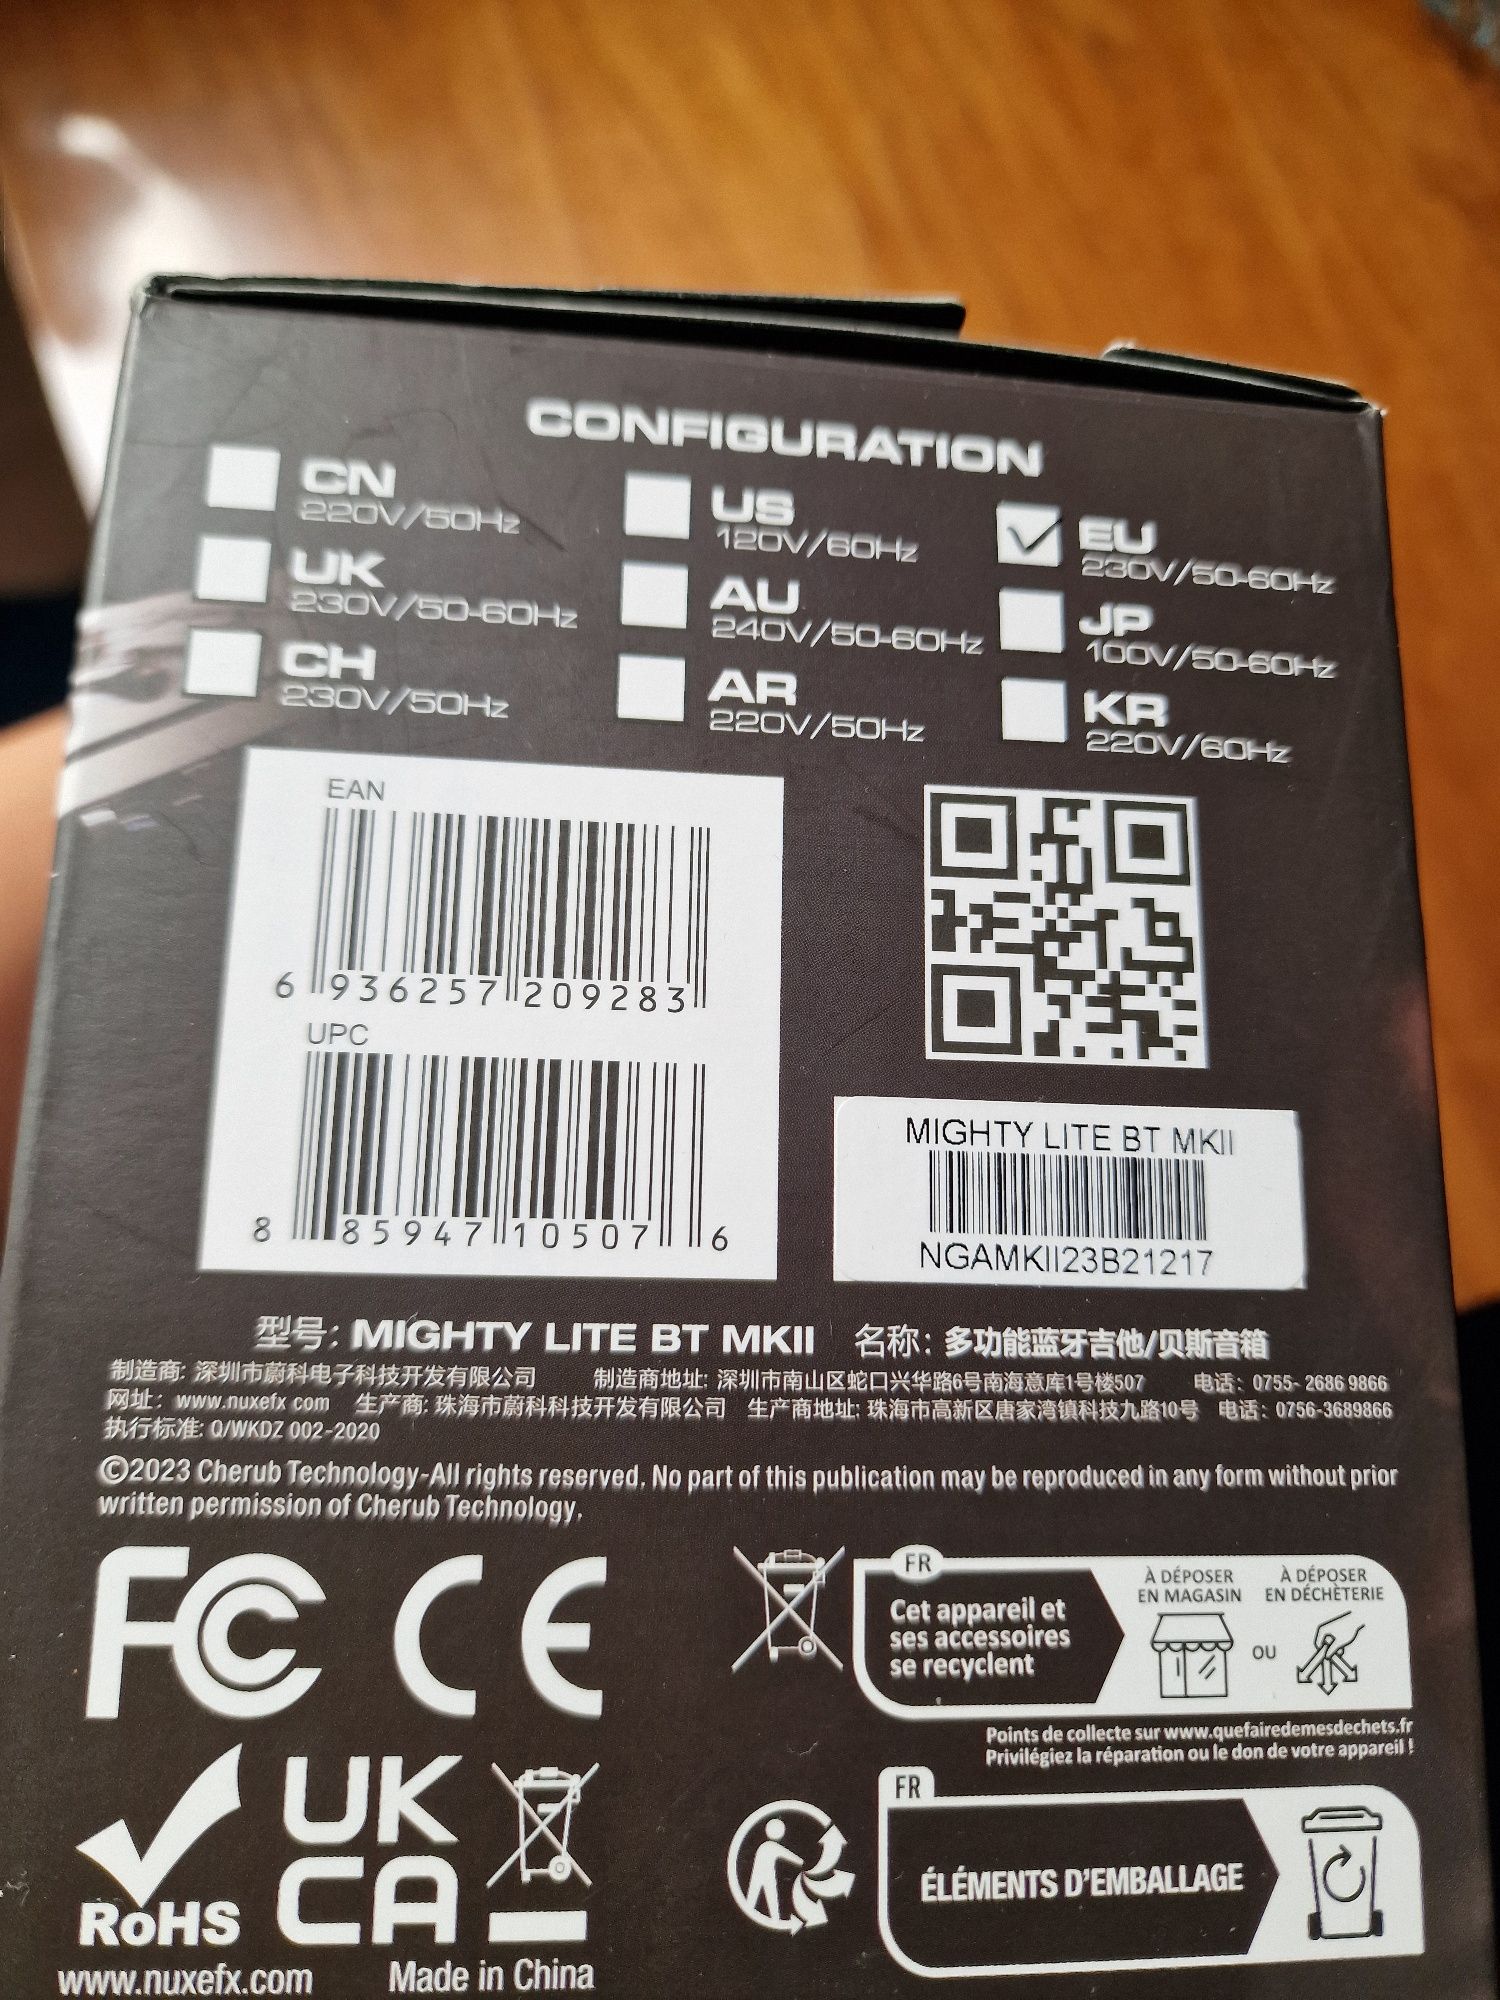 CONFIGURATION
CN
220V/50Hz
US
120V/60Hz
EU
230V/50-60Hz
UK
230V/50-60Hz
AU
240V/50-60Hz
JP
100V/50-60Hz
CH
230V/50Hz
AR
220V/50Hz
KR
220V/60Hz
EAN
6 936257 209283
UPC
8 85947 10507 6
MIGHTY LITE BT MKII
NGAMKII23B21217
型号: MIGHTY LITE BT MKII 名称: 多功能蓝牙吉他/贝斯音箱
制造商: 深圳市蔚科电子科技开发有限公司 制造商地址: 深圳市南山区蛇口兴华路6号南海意库1号楼507 电话: 0755- 2686 9866
网址: www.nuxefx com 生产商: 珠海市蔚科科技开发有限公司 生产商地址: 珠海市高新区唐家湾镇科技九路10号 电话: 0756-3689866
执行标准: Q/WKDZ 002-2020
©2023 Cherub Technology-All rights reserved. No part of this publication may be reproduced in any form without prior
written permission of Cherub Technology.
FC CE
FR
Cet appareil et
ses accessoires
se recyclent
À DÉPOSER
EN MAGASIN
OU
À DÉPOSER
EN DÉCHÈTERIE
Points de collecte sur www.quefairedemesdechets.fr
Privilégiez la réparation ou le don de votre appareil !
RoHS
UK
CA
FR
ÉLÉMENTS D'EMBALLAGE
www.nuxefx.com Made in China